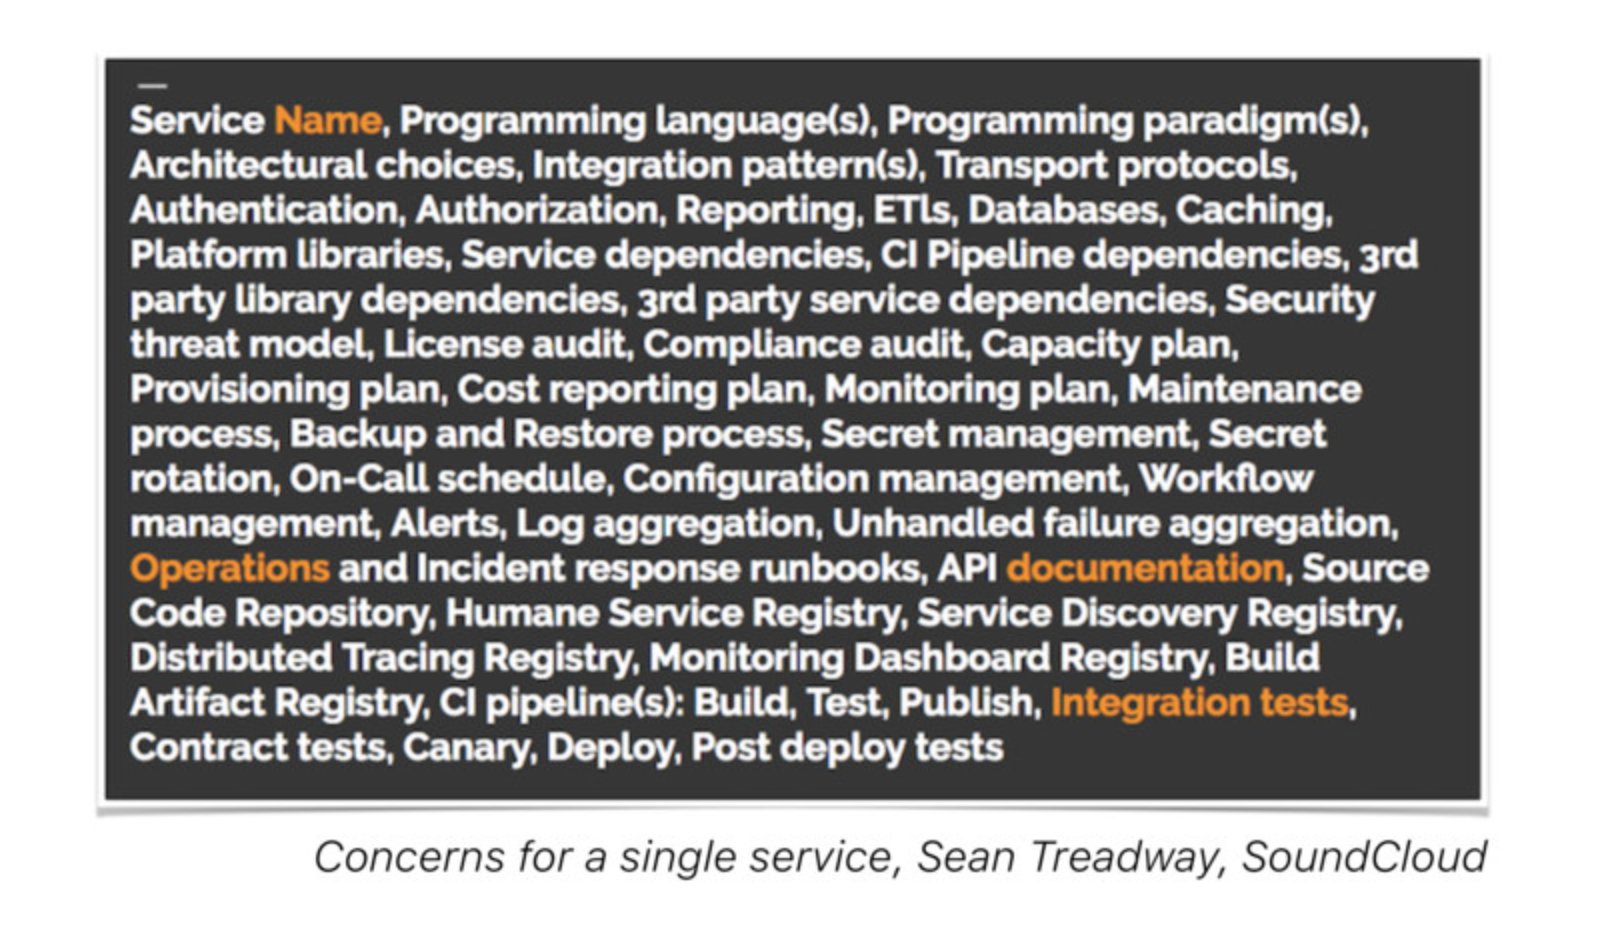 Service Name, Programming language(s), Programming paradigm(s),
Architectural choices, Integration pattern(s), Transport protocols,
Authentication, Authorization, Reporting, ETLs, Databases, Caching,
Platform libraries, Service dependencies, CI Pipeline dependencies, 3rd
party library dependencies, 3rd party service dependencies, Security
threat model, License audit, Compliance audit, Capacity plan,
Provisioning plan, Cost reporting plan, Monitoring plan, Maintenance
process, Backup and Restore process, Secret management, Secret
rotation, On-Call schedule, Configuration management, Workflow
management, Alerts, Log aggregation, Unhandled failure aggregation,
Operations and Incident response runbooks, API documentation, Source
Code Repository, Humane Service Registry, Service Discovery Registry,
Distributed Tracing Registry, Monitoring Dashboard Registry, Build
Artifact Registry, CI pipeline(s): Build, Test, Publish, Integration tests,
Contract tests, Canary, Deploy, Post deploy tests
Concerns for a single service, Sean Treadway, SoundCloud